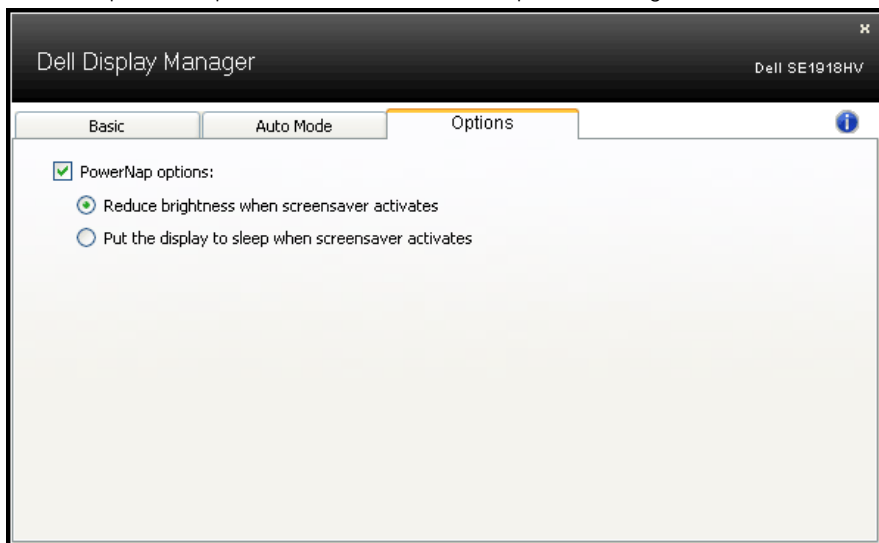 Dell Display Manager
Dell SE1918HV
Basic
Auto Mode
Options
PowerNap options:
Reduce brightness when screensaver activates
Put the display to sleep when screensaver activates